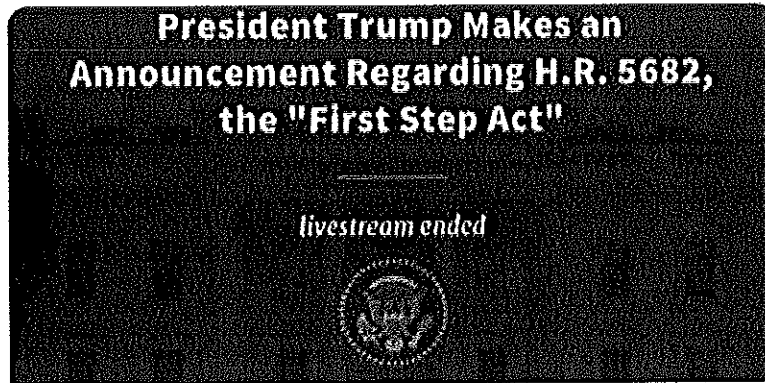 President Trump Makes an
Announcement Regarding H.R. 5682,
the "First Step Act"
livestream ended